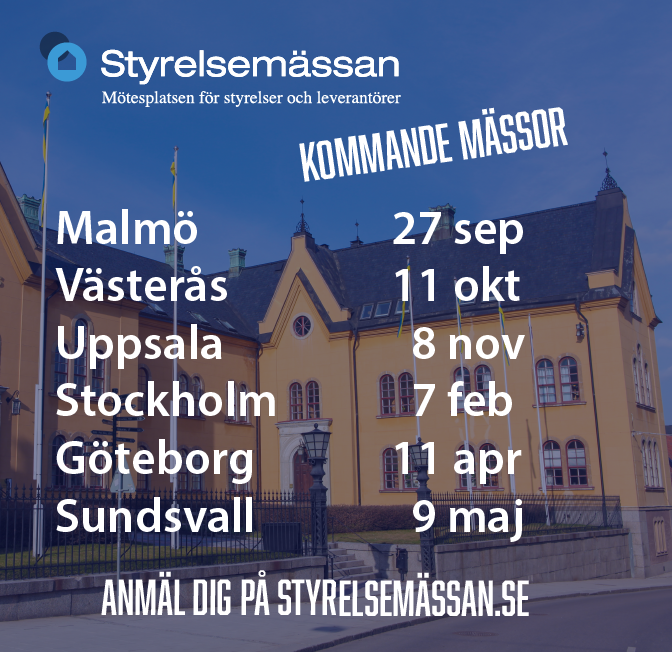 Styrelsemässan
Mötesplatsen för styrelser och leverantörer
KOMMANDE MÄSSOR
Malmö 27 sep
Västerås 11 okt
Uppsala 8 nov
Stockholm 7 feb
Göteborg 11 apr
Sundsvall 9 maj
ANMÄL DIG PÅ STYRELSEMÄSSAN.SE